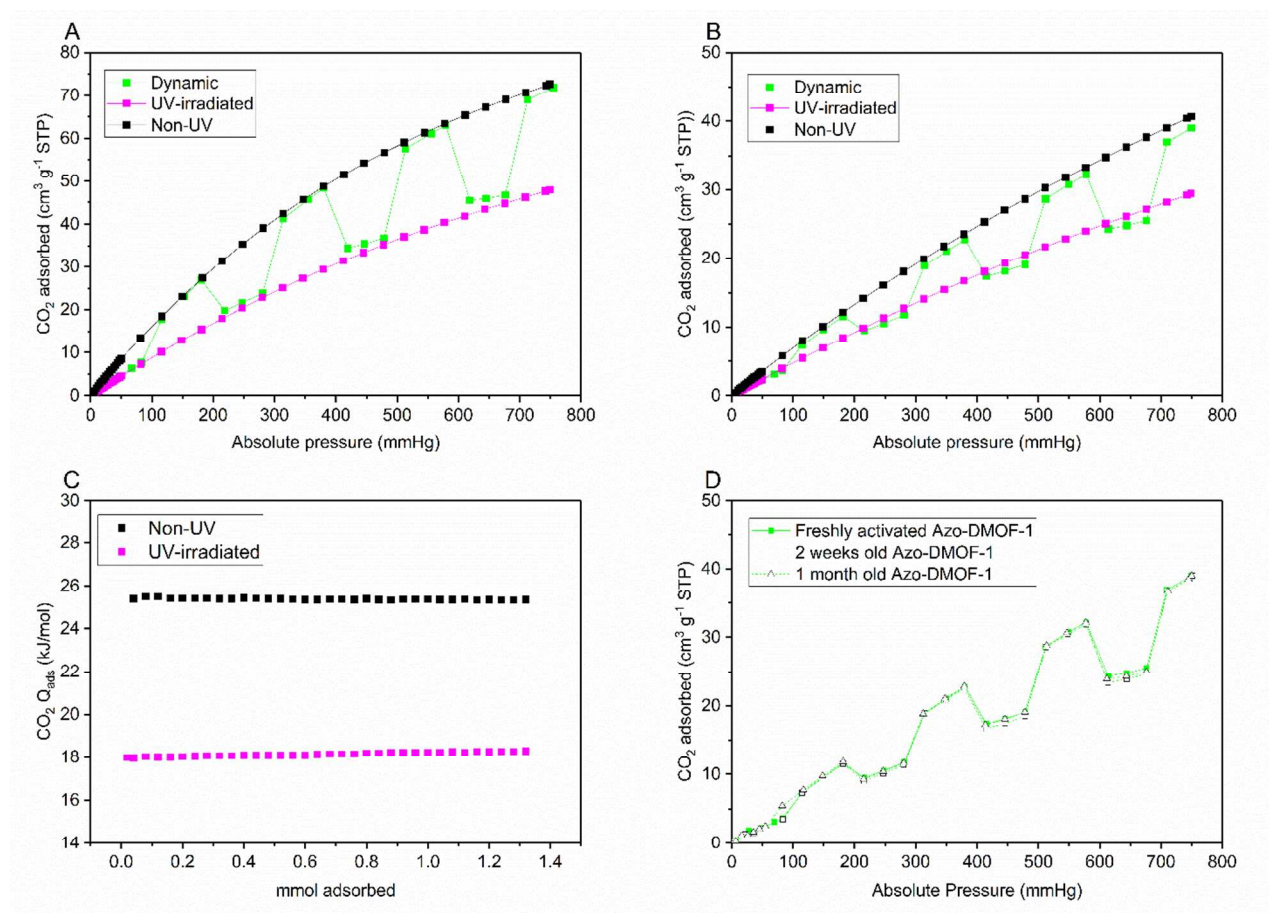 A
80
70
60
50
40
30
20
10
0
CO₂ adsorbed (cm³ g⁻¹ STP)
Dynamic
UV-irradiated
Non-UV
0 100 200 300 400 500 600 700 800
Absolute pressure (mmHg)
B
50
40
30
20
10
0
CO₂ adsorbed (cm³ g⁻¹ STP))
Dynamic
UV-irradiated
Non-UV
0 100 200 300 400 500 600 700 800
Absolute pressure (mmHg)
C
30
28
26
24
22
20
18
16
14
CO₂ Qads (kJ/mol)
Non-UV
UV-irradiated
0.0 0.2 0.4 0.6 0.8 1.0 1.2 1.4
mmol adsorbed
D
50
40
30
20
10
0
CO₂ adsorbed (cm³ g⁻¹ STP)
Freshly activated Azo-DMOF-1
2 weeks old Azo-DMOF-1
1 month old Azo-DMOF-1
0 100 200 300 400 500 600 700 800
Absolute Pressure (mmHg)